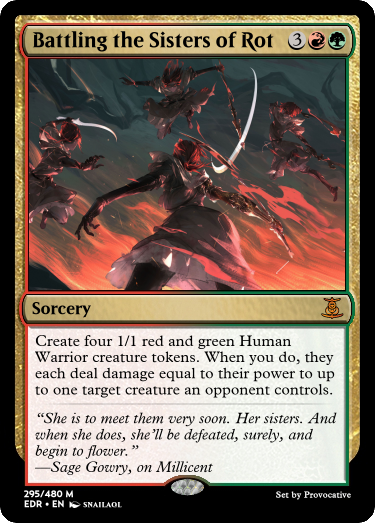 Battling the Sisters of Rot 3
Sorcery
Create four 1/1 red and green Human
Warrior creature tokens. When you do, they
each deal damage equal to their power to up
to one target creature an opponent controls.
“She is to meet them very soon. Her sisters. And
when she does, she’ll be defeated, surely, and
begin to flower.”
—Sage Gowry, on Millicent
295/480 M
EDR • EN SNAILAOL
Set by Provocative